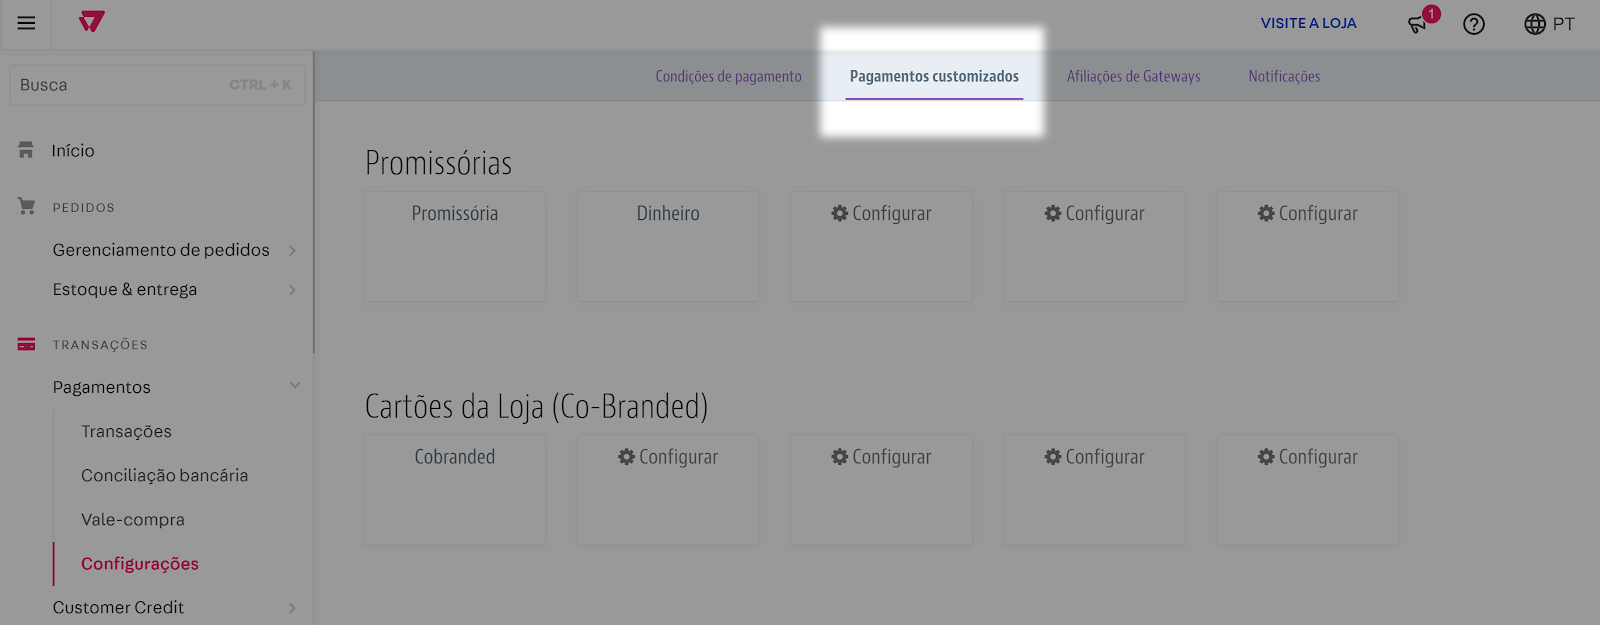 VISITE A LOJA
1
PT
Busca CTRL + K
Condições de pagamento Pagamentos customizados Afiliações de Gateways Notificações
Início
PEDIDOS
Gerenciamento de pedidos
Estoque & entrega
TRANSAÇÕES
Pagamentos
Transações
Conciliação bancária
Vale-compra
Configurações
Customer Credit
Promissórias
Promissória Dinheiro Configurar Configurar Configurar
Cartões da Loja (Co-Branded)
Cobranded Configurar Configurar Configurar Configurar